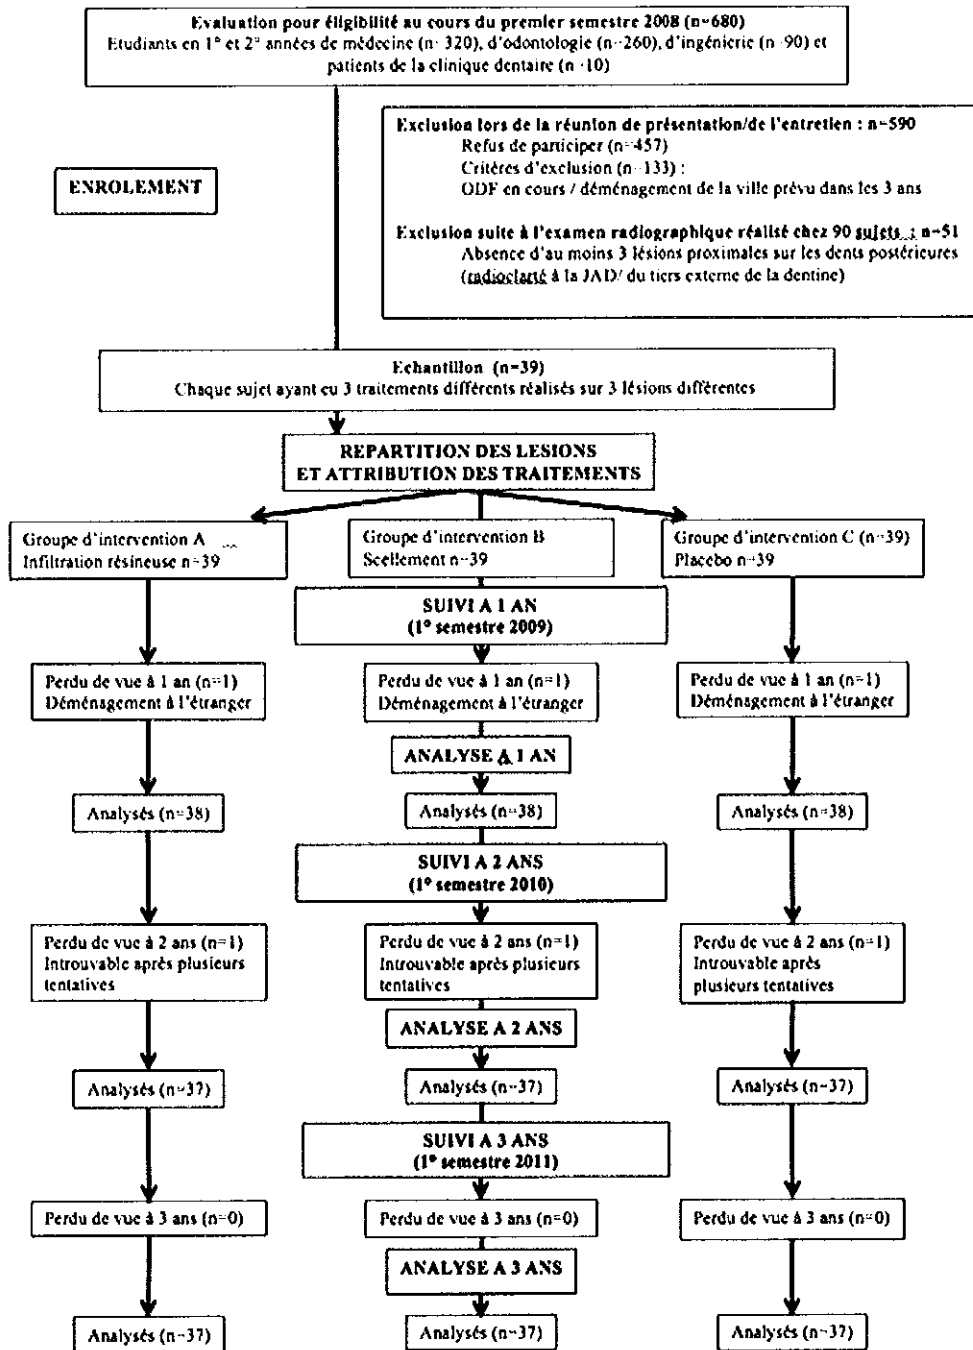 Evaluation pour éligibilité au cours du premier semestre 2008 (n=680)
Etudiants en 1° et 2° années de médecine (n=320), d'odontologie (n=260), d'ingénierie (n=90) et
patients de la clinique dentaire (n=10)
Exclusion lors de la réunion de présentation/de l'entretien : n=590
Refus de participer (n=457)
Critères d'exclusion (n=133) :
ODF en cours / déménagement de la ville prévu dans les 3 ans
ENROLEMENT
Exclusion suite à l'examen radiographique réalisé chez 90 sujets : n=51
Absence d'au moins 3 lésions proximales sur les dents postérieures
(radioclarté à la JAD/ du tiers externe de la dentine)
Echantillon (n=39)
Chaque sujet ayant eu 3 traitements différents réalisés sur 3 lésions différentes
REPARTITION DES LESIONS
ET ATTRIBUTION DES TRAITEMENTS
Groupe d'intervention A
Infiltration résineuse n=39
Groupe d'intervention B
Scellement n=39
Groupe d'intervention C (n=39)
Placebo n=39
SUIVI A 1 AN
(1° semestre 2009)
Perdu de vue à 1 an (n=1)
Déménagement à l'étranger
Perdu de vue à 1 an (n=1)
Déménagement à l'étranger
Perdu de vue à 1 an (n=1)
Déménagement à l'étranger
ANALYSE A 1 AN
Analysés (n=38)
Analysés (n=38)
Analysés (n=38)
SUIVI A 2 ANS
(1° semestre 2010)
Perdu de vue à 2 ans (n=1)
Introuvable après plusieurs
tentatives
Perdu de vue à 2 ans (n=1)
Introuvable après plusieurs
tentatives
Perdu de vue à 2 ans (n=1)
Introuvable après
plusieurs tentatives
ANALYSE A 2 ANS
Analysés (n=37)
Analysés (n=37)
Analysés (n=37)
SUIVI A 3 ANS
(1° semestre 2011)
Perdu de vue à 3 ans (n=0)
Perdu de vue à 3 ans (n=0)
Perdu de vue à 3 ans (n=0)
ANALYSE A 3 ANS
Analysés (n=37)
Analysés (n=37)
Analysés (n=37)